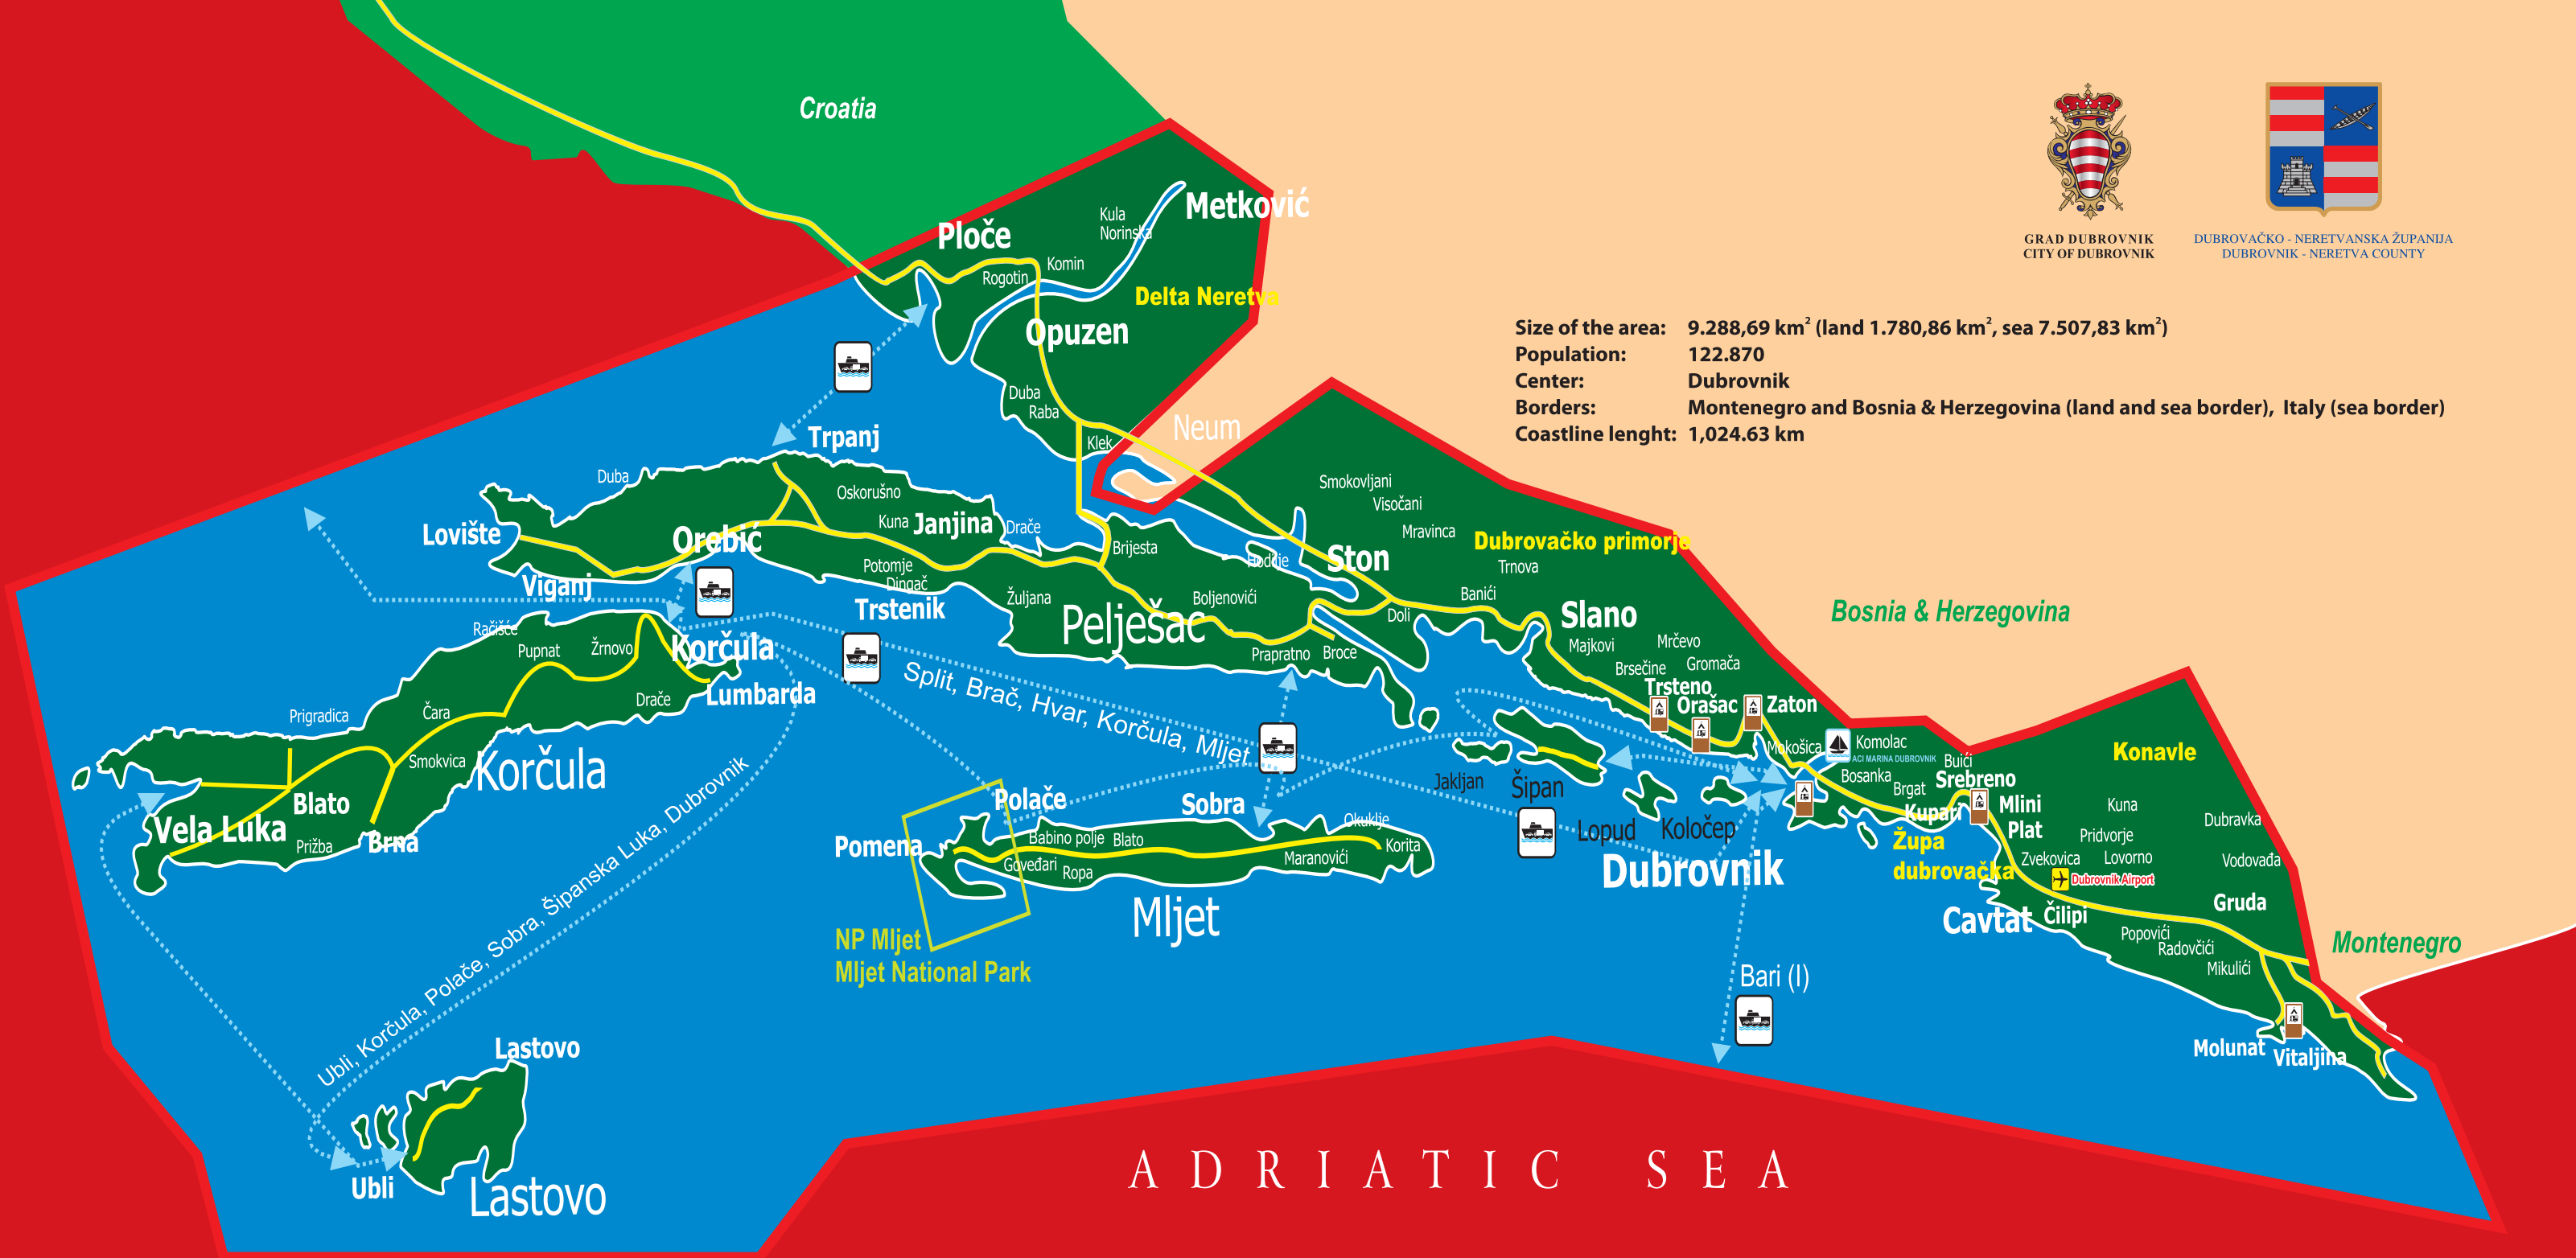 Croatia
GRAD DUBROVNIK
CITY OF DUBROVNIK
DUBROVAČKO - NERETVANSKA ŽUPANIJA
DUBROVNIK - NERETVA COUNTY
Size of the area: 9.288,69 km² (land 1.780,86 km², sea 7.507,83 km²)
Population: 122.870
Center: Dubrovnik
Borders: Montenegro and Bosnia & Herzegovina (land and sea border), Italy (sea border)
Coastline lenght: 1,024.63 km
Metković
Kula
Norinska
Ploče
Komin
Rogotin
Delta Neretva
Opuzen
Duba
Raba
Klek
Neum
Trpanj
Duba
Oskorušno
Kuna
Janjina
Drače
Lovište
Orebić
Viganj
Potomje
Dingač
Trstenik
Žuljana
Brijesta
Boljenovići
Pelješac
Hodilje
Ston
Smokovljani
Visočani
Mravinca
Dubrovačko primorje
Trnova
Banići
Doli
Slano
Prapratno
Broce
Majkovi
Mrčevo
Brsečine
Gromača
Trsteno
Orašac
Zaton
Bosnia & Herzegovina
Račišće
Pupnat
Žrnovo
Korčula
Lumbarda
Drače
Čara
Prigradica
Smokvica
Korčula
Blato
Vela Luka
Prižba
Brna
Split, Brač, Hvar, Korčula, Mljet
Ubli, Korčula, Polače, Sobra, Šipanska Luka, Dubrovnik
Mokošica
Komolac
ACI MARINA DUBROVNIK
Buići
Bosanka
Brgat
Srebreno
Kupari
Mlini
Plat
Župa
dubrovačka
Konavle
Kuna
Pridvorje
Dubravka
Zvekovica
Lovorno
Vodovađa
Dubrovnik Airport
Gruda
Cavtat
Čilipi
Popovići
Radovčići
Mikulići
Montenegro
Molunat
Vitaljina
Jakljan
Šipan
Lopud
Koločep
Dubrovnik
Polače
Sobra
Okuklje
Pomena
Babino polje
Blato
Goveđari
Ropa
Maranovići
Korita
Mljet
NP Mljet
Mljet National Park
Bari (I)
Lastovo
Ubli
Lastovo
ADRIATIC SEA